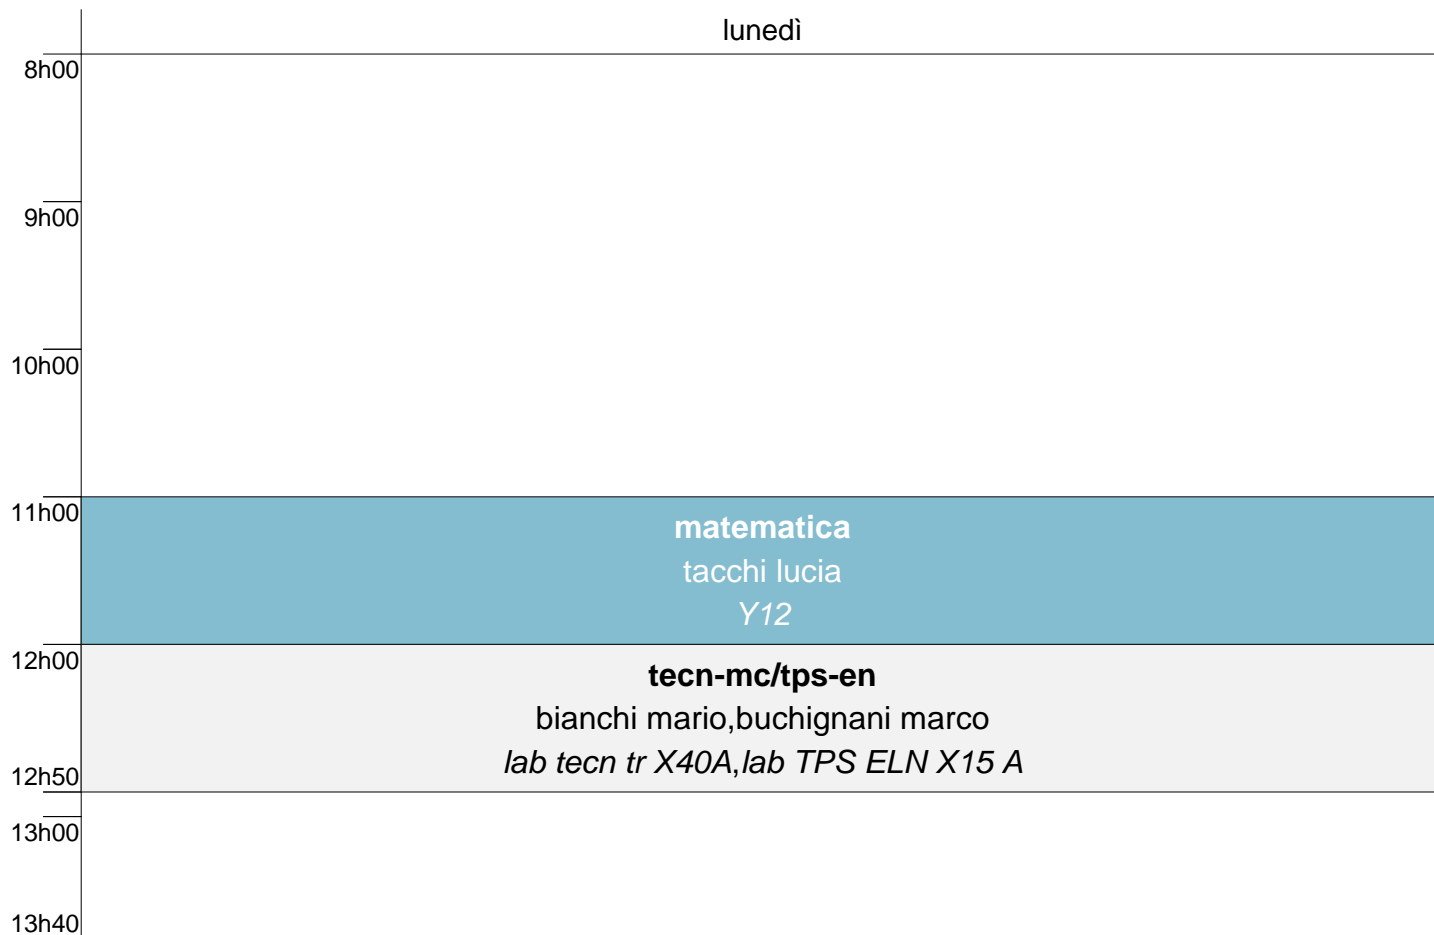 lunedì
8h00
9h00
10h00
11h00
matematica
tacchi lucia
Y12
12h00
tecn-mc/tps-en
bianchi mario,buchignani marco
lab tecn tr X40A,lab TPS ELN X15 A
12h50
13h00
13h40